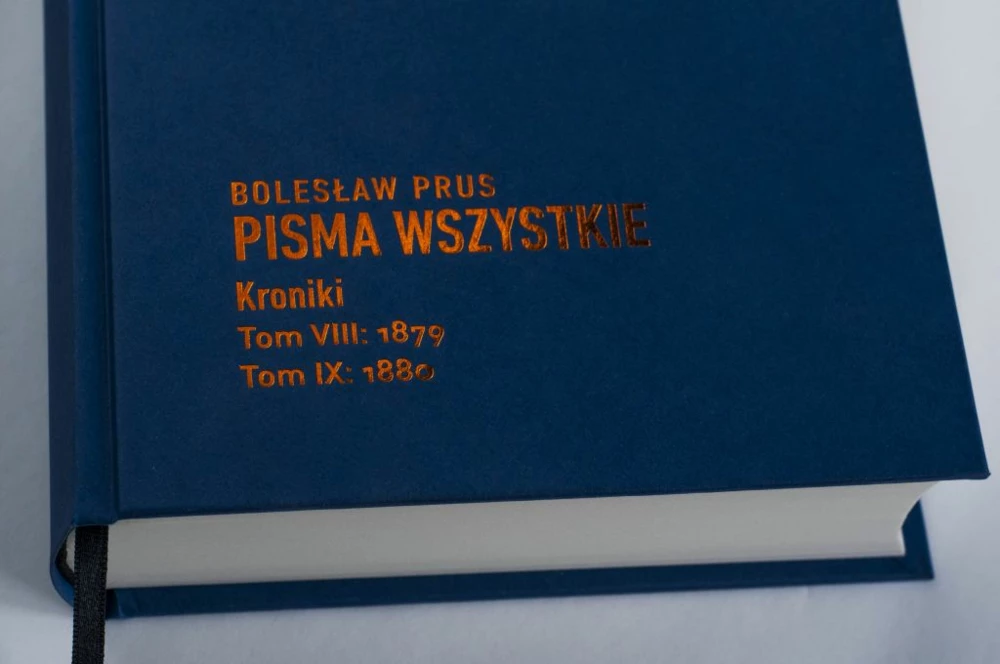 BOLESŁAW PRUS
PISMA WSZYSTKIE
Kroniki
Tom VIII: 1879
Tom IX: 1880